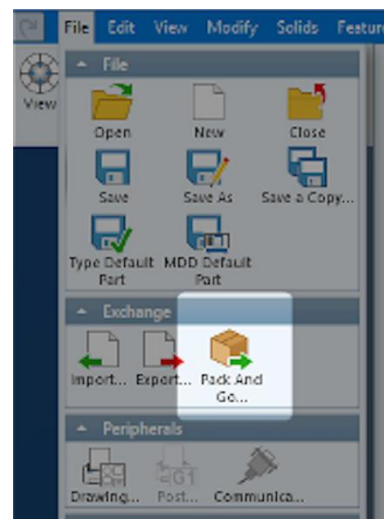 File Edit View Modify Solids Featur
View
File
Open New Close
Save Save As Save a Copy...
Type Default Part MDD Default Part
Exchange
Import... Export... Pack And Go...
Peripherals
Drawing... Post... Communica...